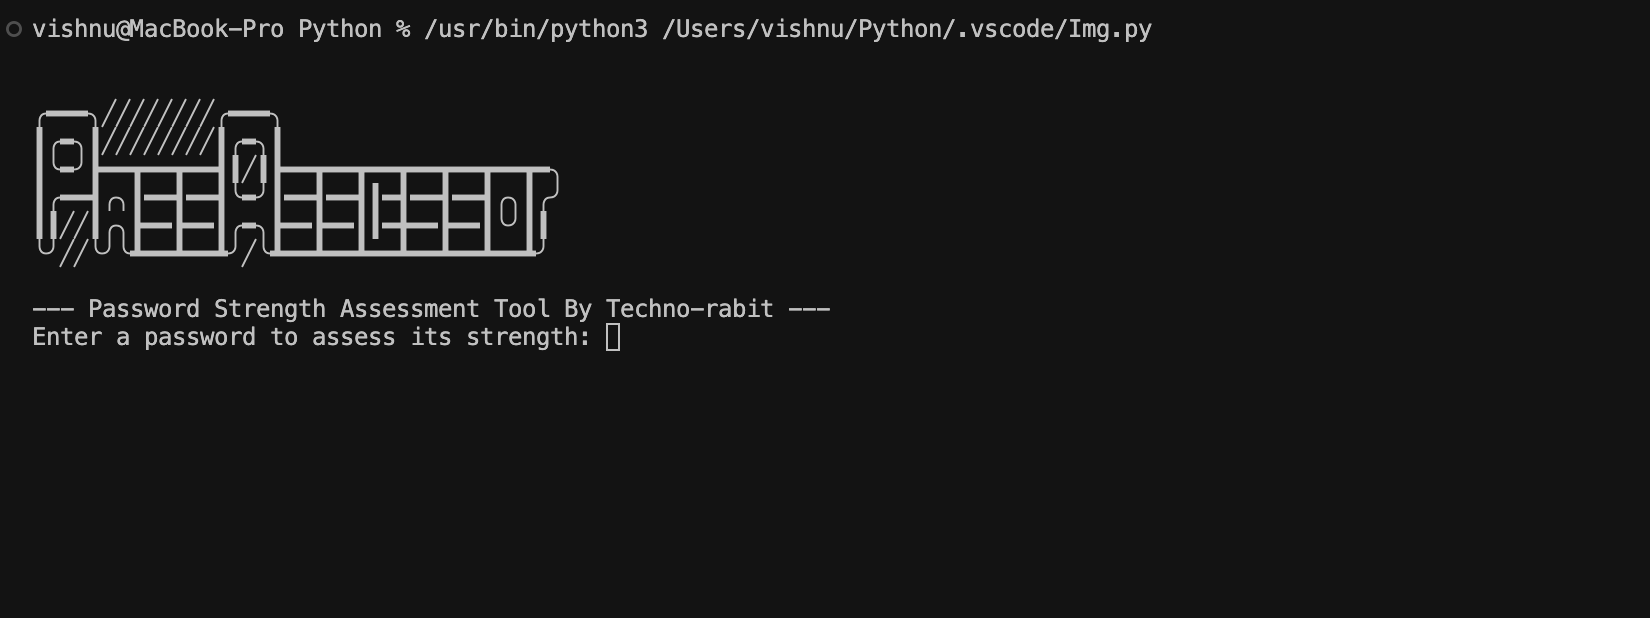 vishnu@MacBook-Pro Python % /usr/bin/python3 /Users/vishnu/Python/.vscode/Img.py
--- Password Strength Assessment Tool By Techno-rabit ---
Enter a password to assess its strength: